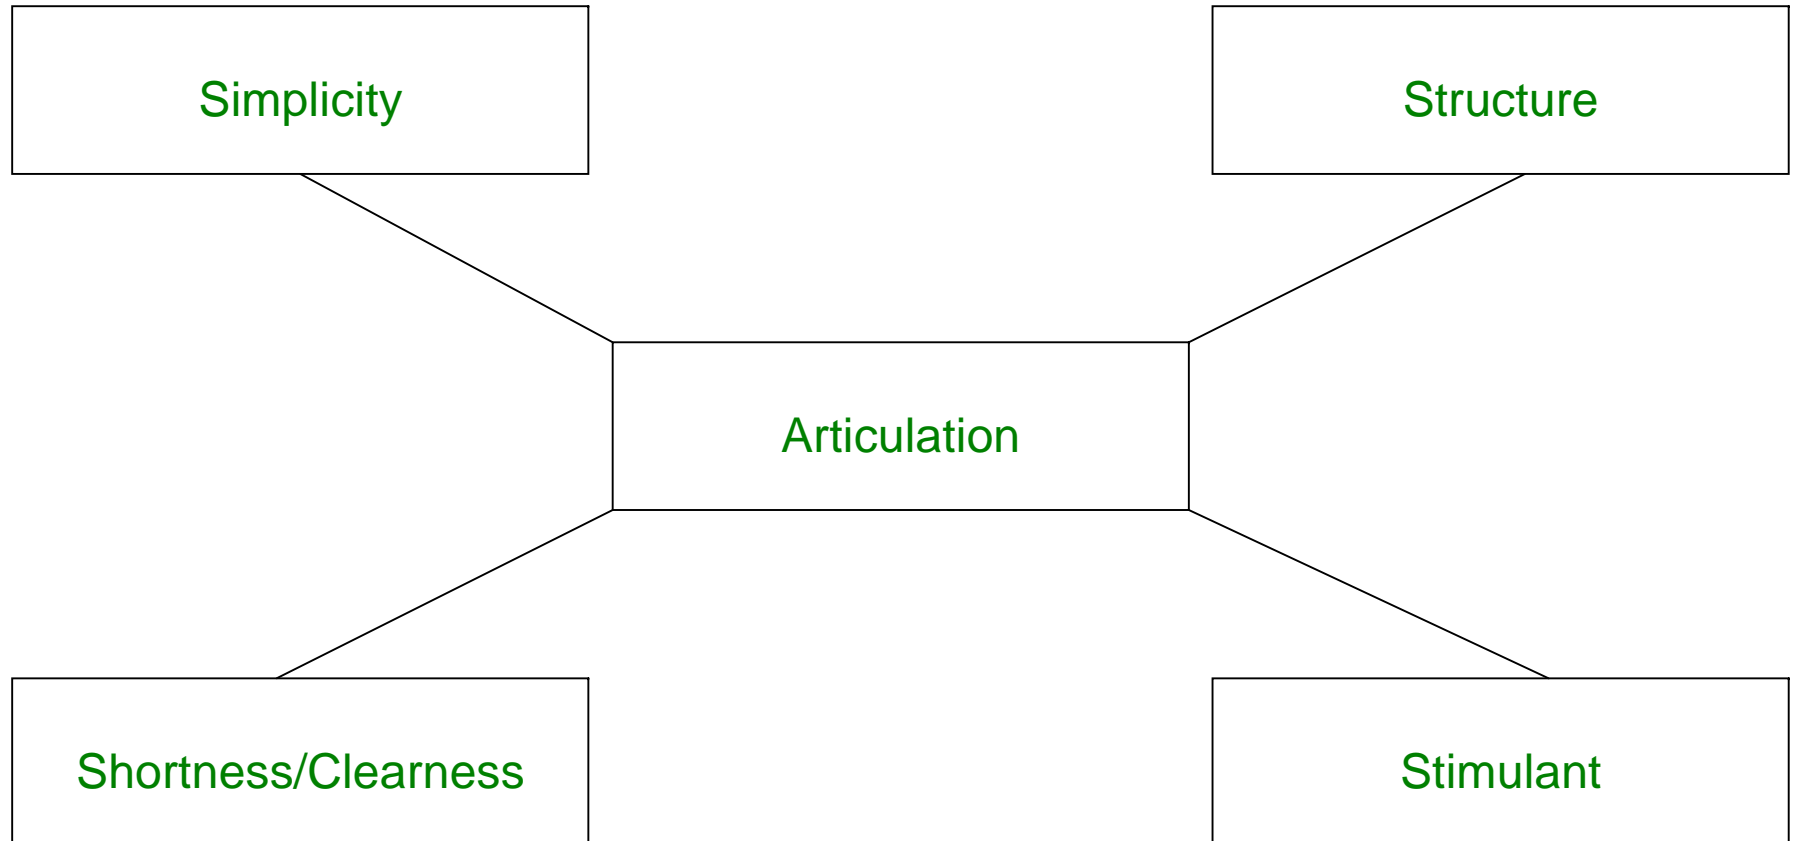 Simplicity
Structure
Articulation
Shortness/Clearness
Stimulant